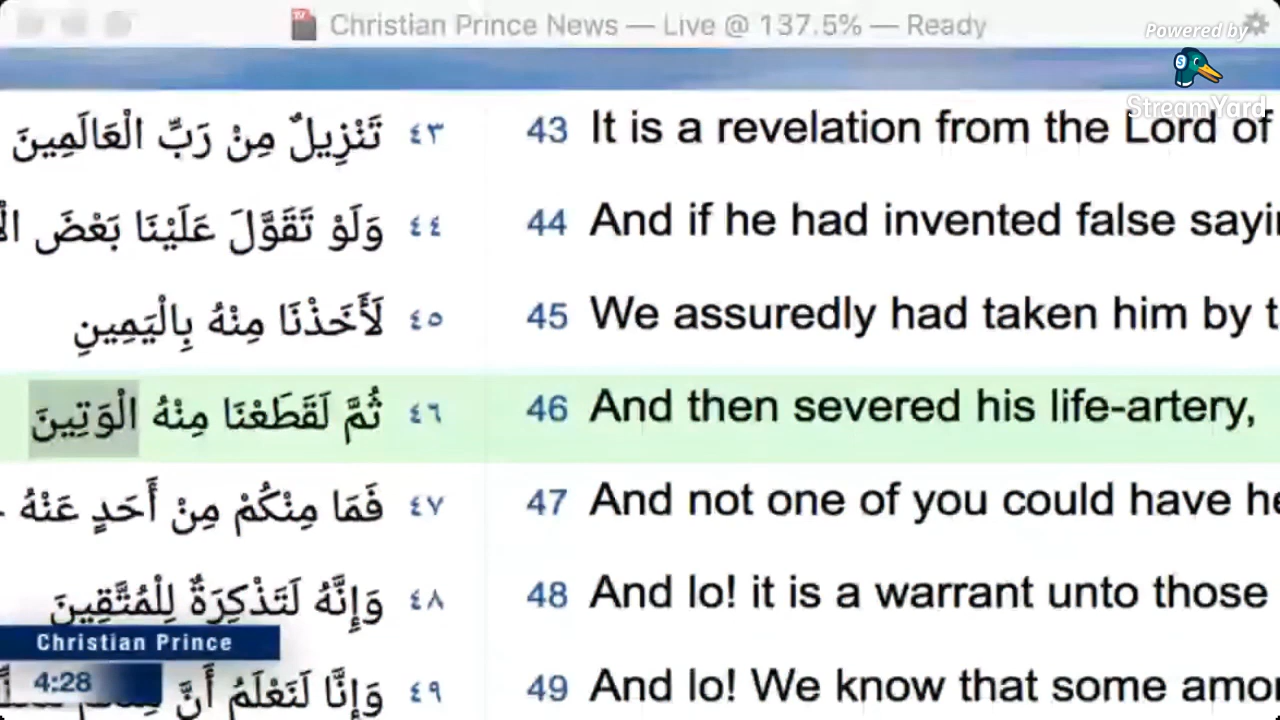 Christian Prince News — Live @ 137.5% — Ready
Powered by
StreamYard
تَنْزِيلٌ مِنْ رَبِّ الْعَالَمِينَ ٤٣
43 It is a revelation from the Lord of
وَلَوْ تَقَوَّلَ عَلَيْنَا بَعْضَ ٤٤
44 And if he had invented false
لَأَخَذْنَا مِنْهُ بِالْيَمِينِ ٤٥
45 We assuredly had taken him by
ثُمَّ لَقَطَعْنَا مِنْهُ الْوَتِينَ ٤٦
46 And then severed his life-artery,
فَمَا مِنْكُمْ مِنْ أَحَدٍ عَنْهُ ٤٧
47 And not one of you could have
وَإِنَّهُ لَتَذْكِرَةٌ لِلْمُتَّقِينَ ٤٨
48 And lo! it is a warrant unto those
وَإِنَّا لَنَعْلَمُ أَنَّ ٤٩
49 And lo! We know that some
Christian Prince
4:28